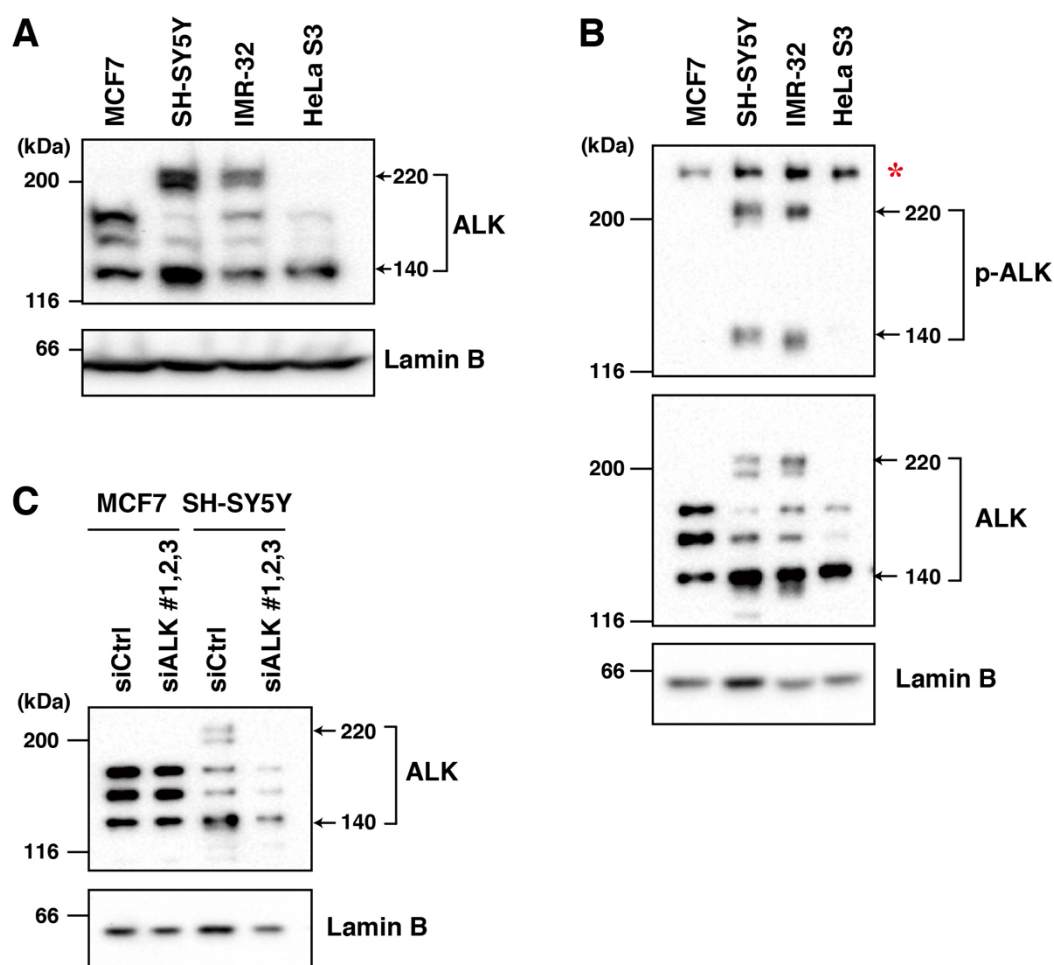 A
MCF7
SH-SY5Y
IMR-32
HeLa S3
(kDa)
200
116
220
140
ALK
66
Lamin B
B
MCF7
SH-SY5Y
IMR-32
HeLa S3
(kDa)
*
200
116
220
140
p-ALK
200
116
220
140
ALK
66
Lamin B
C
MCF7 SH-SY5Y
siCtrl
siALK #1,2,3
siCtrl
siALK #1,2,3
(kDa)
200
116
220
140
ALK
66
Lamin B